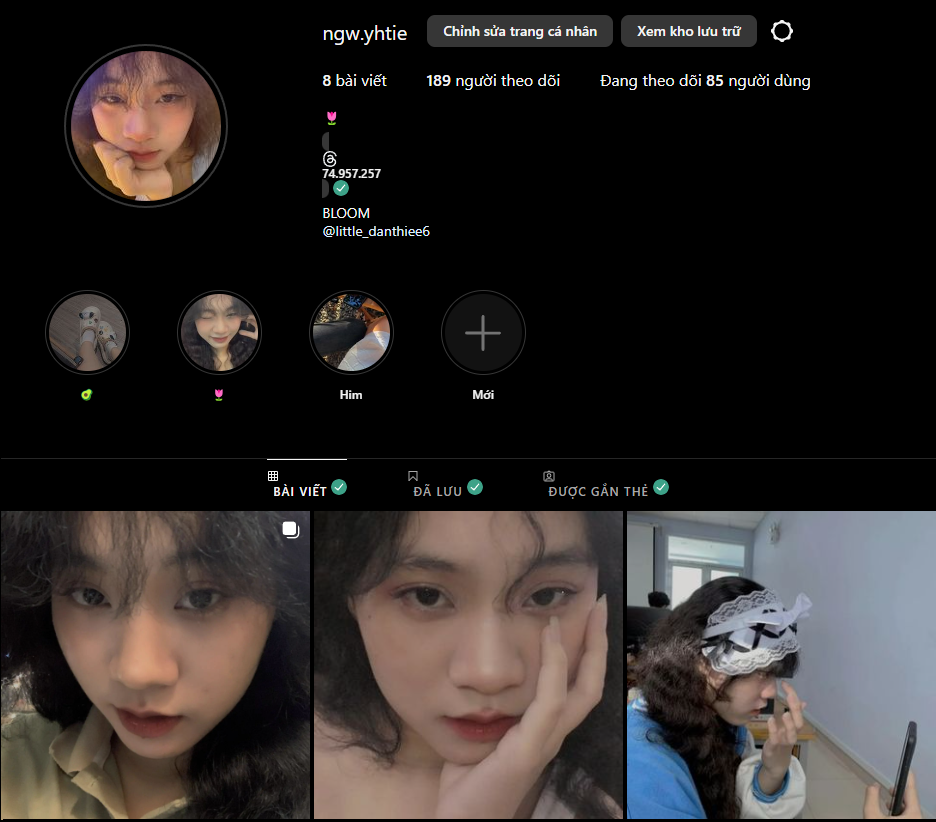 ngw.yhtie Chỉnh sửa trang cá nhân Xem kho lưu trữ
8 bài viết 189 người theo dõi Đang theo dõi 85 người dùng
74.957.257
BLOOM
@little_danthiee6
Him Mới
BÀI VIẾT ĐÃ LƯU ĐƯỢC GẮN THẺ